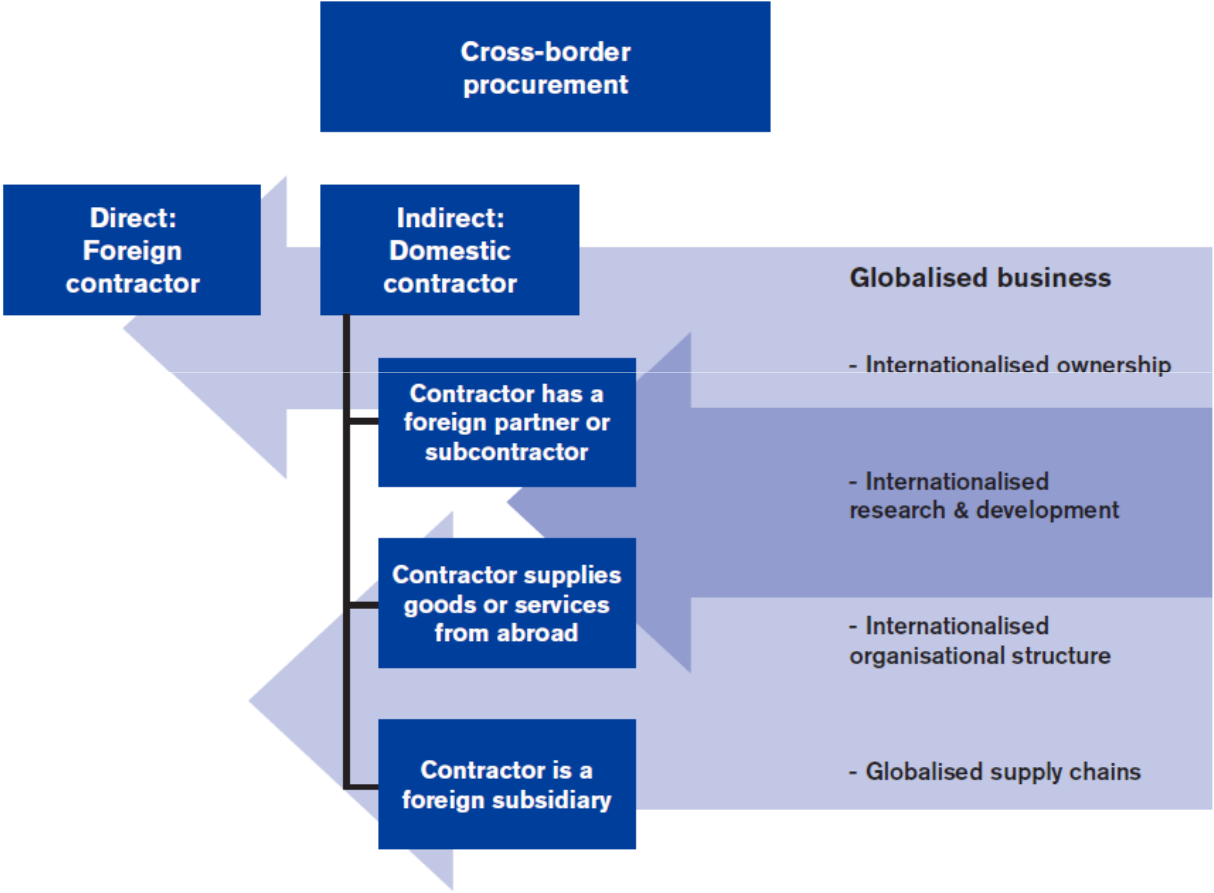 Cross-border
procurement
Direct:
Foreign
contractor
Indirect:
Domestic
contractor
Contractor has a
foreign partner or
subcontractor
Contractor supplies
goods or services
from abroad
Contractor is a
foreign subsidiary
Globalised business
- Internationalised ownership
- Internationalised
research & development
- Internationalised
organisational structure
- Globalised supply chains